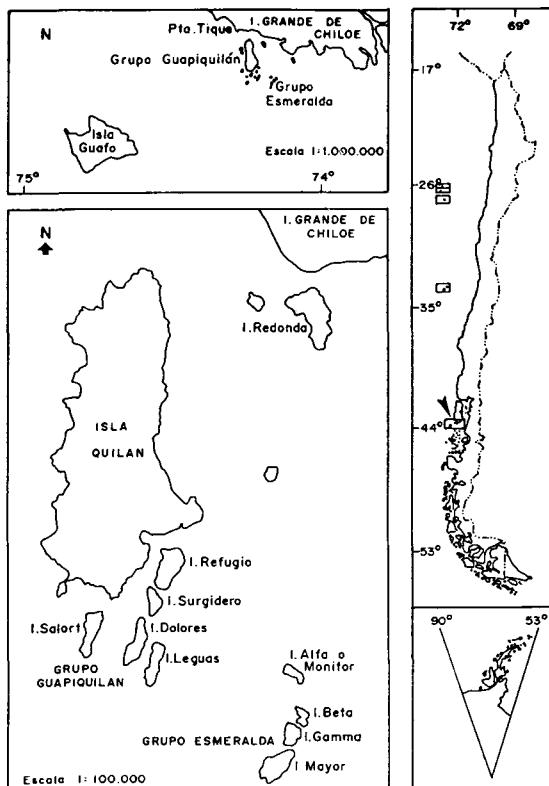 N
Pta. Tique
I. GRANDE DE
CHILOE
Grupo Guapiquilán
Grupo
Esmeralda
Isla
Guafo
Escala 1:1.090.000
75°
74°
N
I. GRANDE DE
CHILOE
I. Redonda
ISLA
QUILAN
I. Refugio
I. Surgidero
I. Salort
I. Dolores
I. Leguas
GRUPO
GUAPIQUILAN
I. Alfa o
Monitor
I. Beta
GRUPO ESMERALDA
I. Gamma
I Mayor
Escala 1:100.000
72° 69°
17°
26°
35°
44°
53°
90° 53°